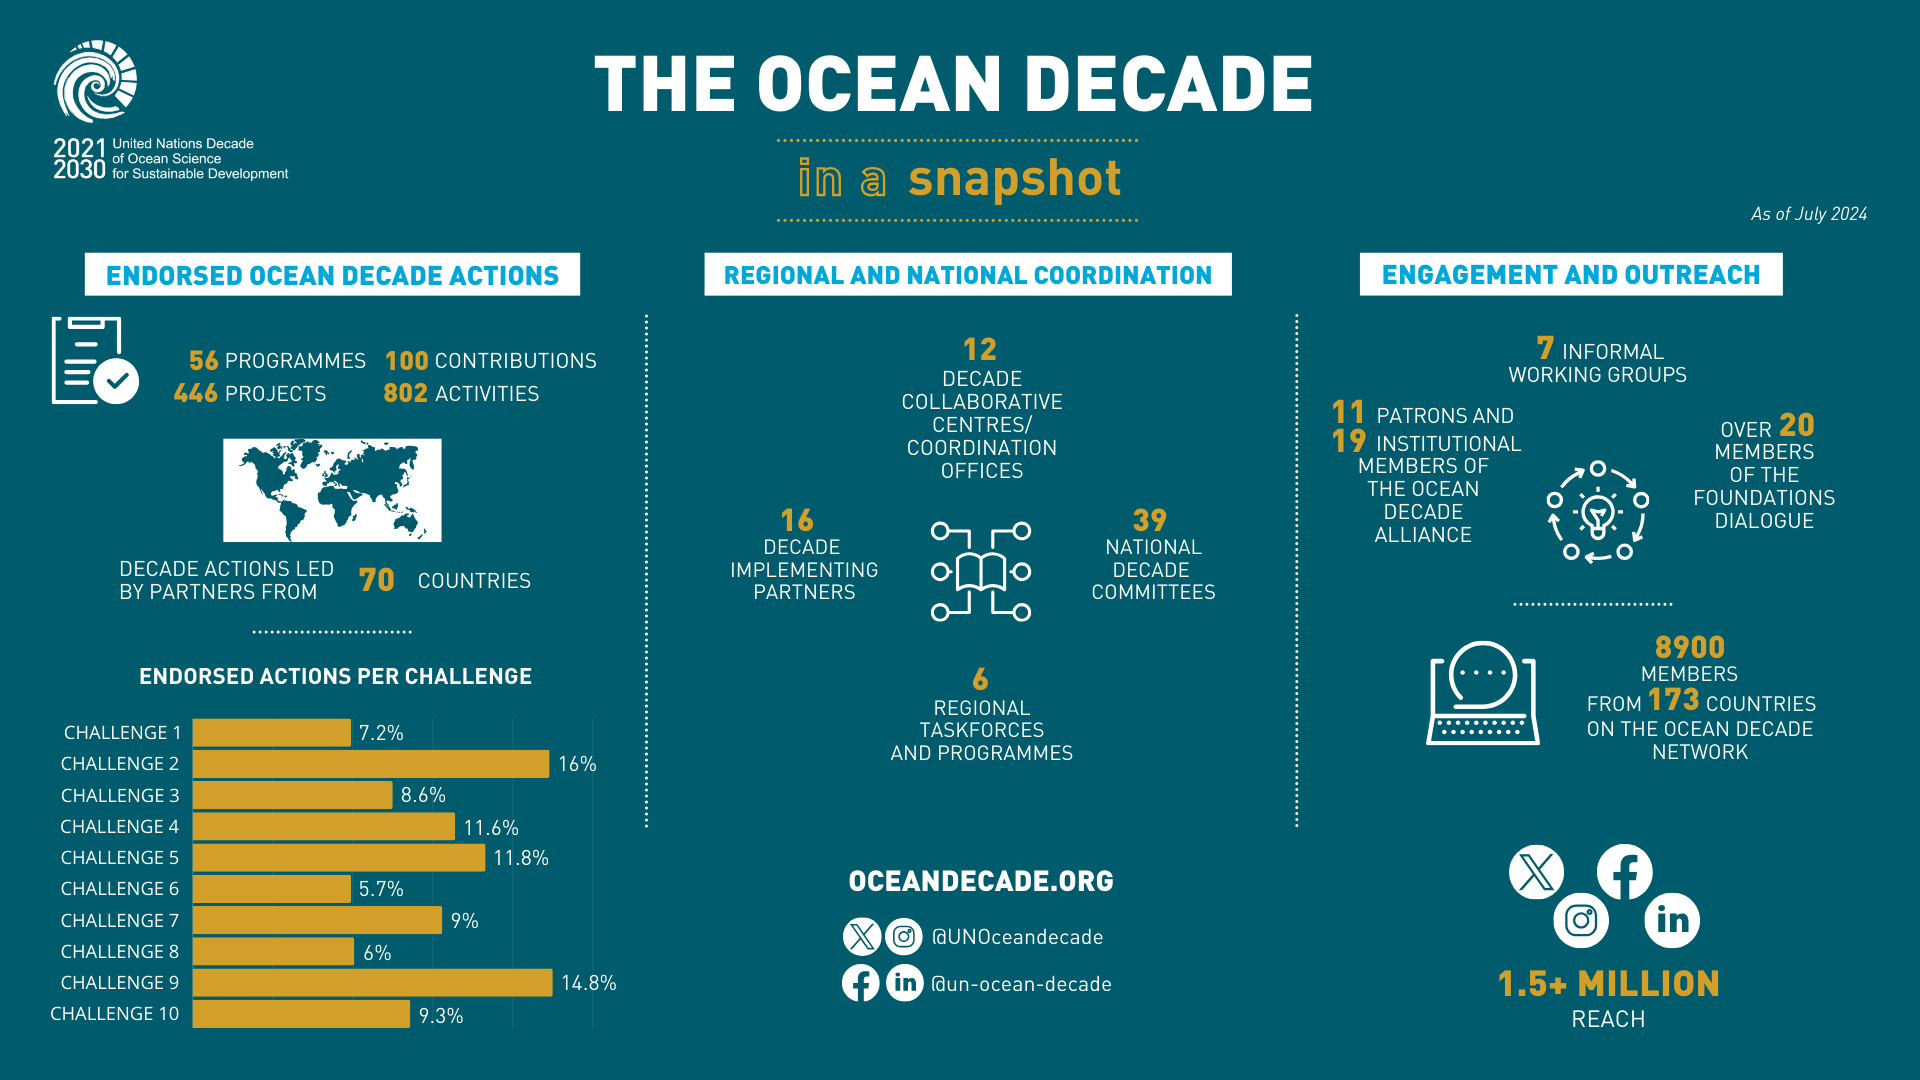 THE OCEAN DECADE
in a snapshot
2021
2030
United Nations Decade
of Ocean Science
for Sustainable Development
As of July 2024
ENDORSED OCEAN DECADE ACTIONS
56 PROGRAMMES 100 CONTRIBUTIONS
446 PROJECTS 802 ACTIVITIES
DECADE ACTIONS LED
BY PARTNERS FROM
70 COUNTRIES
ENDORSED ACTIONS PER CHALLENGE
CHALLENGE 1 7.2%
CHALLENGE 2 16%
CHALLENGE 3 8.6%
CHALLENGE 4 11.6%
CHALLENGE 5 11.8%
CHALLENGE 6 5.7%
CHALLENGE 7 9%
CHALLENGE 8 6%
CHALLENGE 9 14.8%
CHALLENGE 10 9.3%
REGIONAL AND NATIONAL COORDINATION
12
DECADE
COLLABORATIVE
CENTRES/
COORDINATION
OFFICES
16
DECADE
IMPLEMENTING
PARTNERS
39
NATIONAL
DECADE
COMMITTEES
6
REGIONAL
TASKFORCES
AND PROGRAMMES
OCEANDECADE.ORG
@UNOceandecade
@un-ocean-decade
ENGAGEMENT AND OUTREACH
7 INFORMAL
WORKING GROUPS
11 PATRONS AND
19 INSTITUTIONAL
MEMBERS OF
THE OCEAN
DECADE
ALLIANCE
OVER 20
MEMBERS
OF THE
FOUNDATIONS
DIALOGUE
8900
MEMBERS
FROM 173 COUNTRIES
ON THE OCEAN DECADE
NETWORK
1.5+ MILLION
REACH